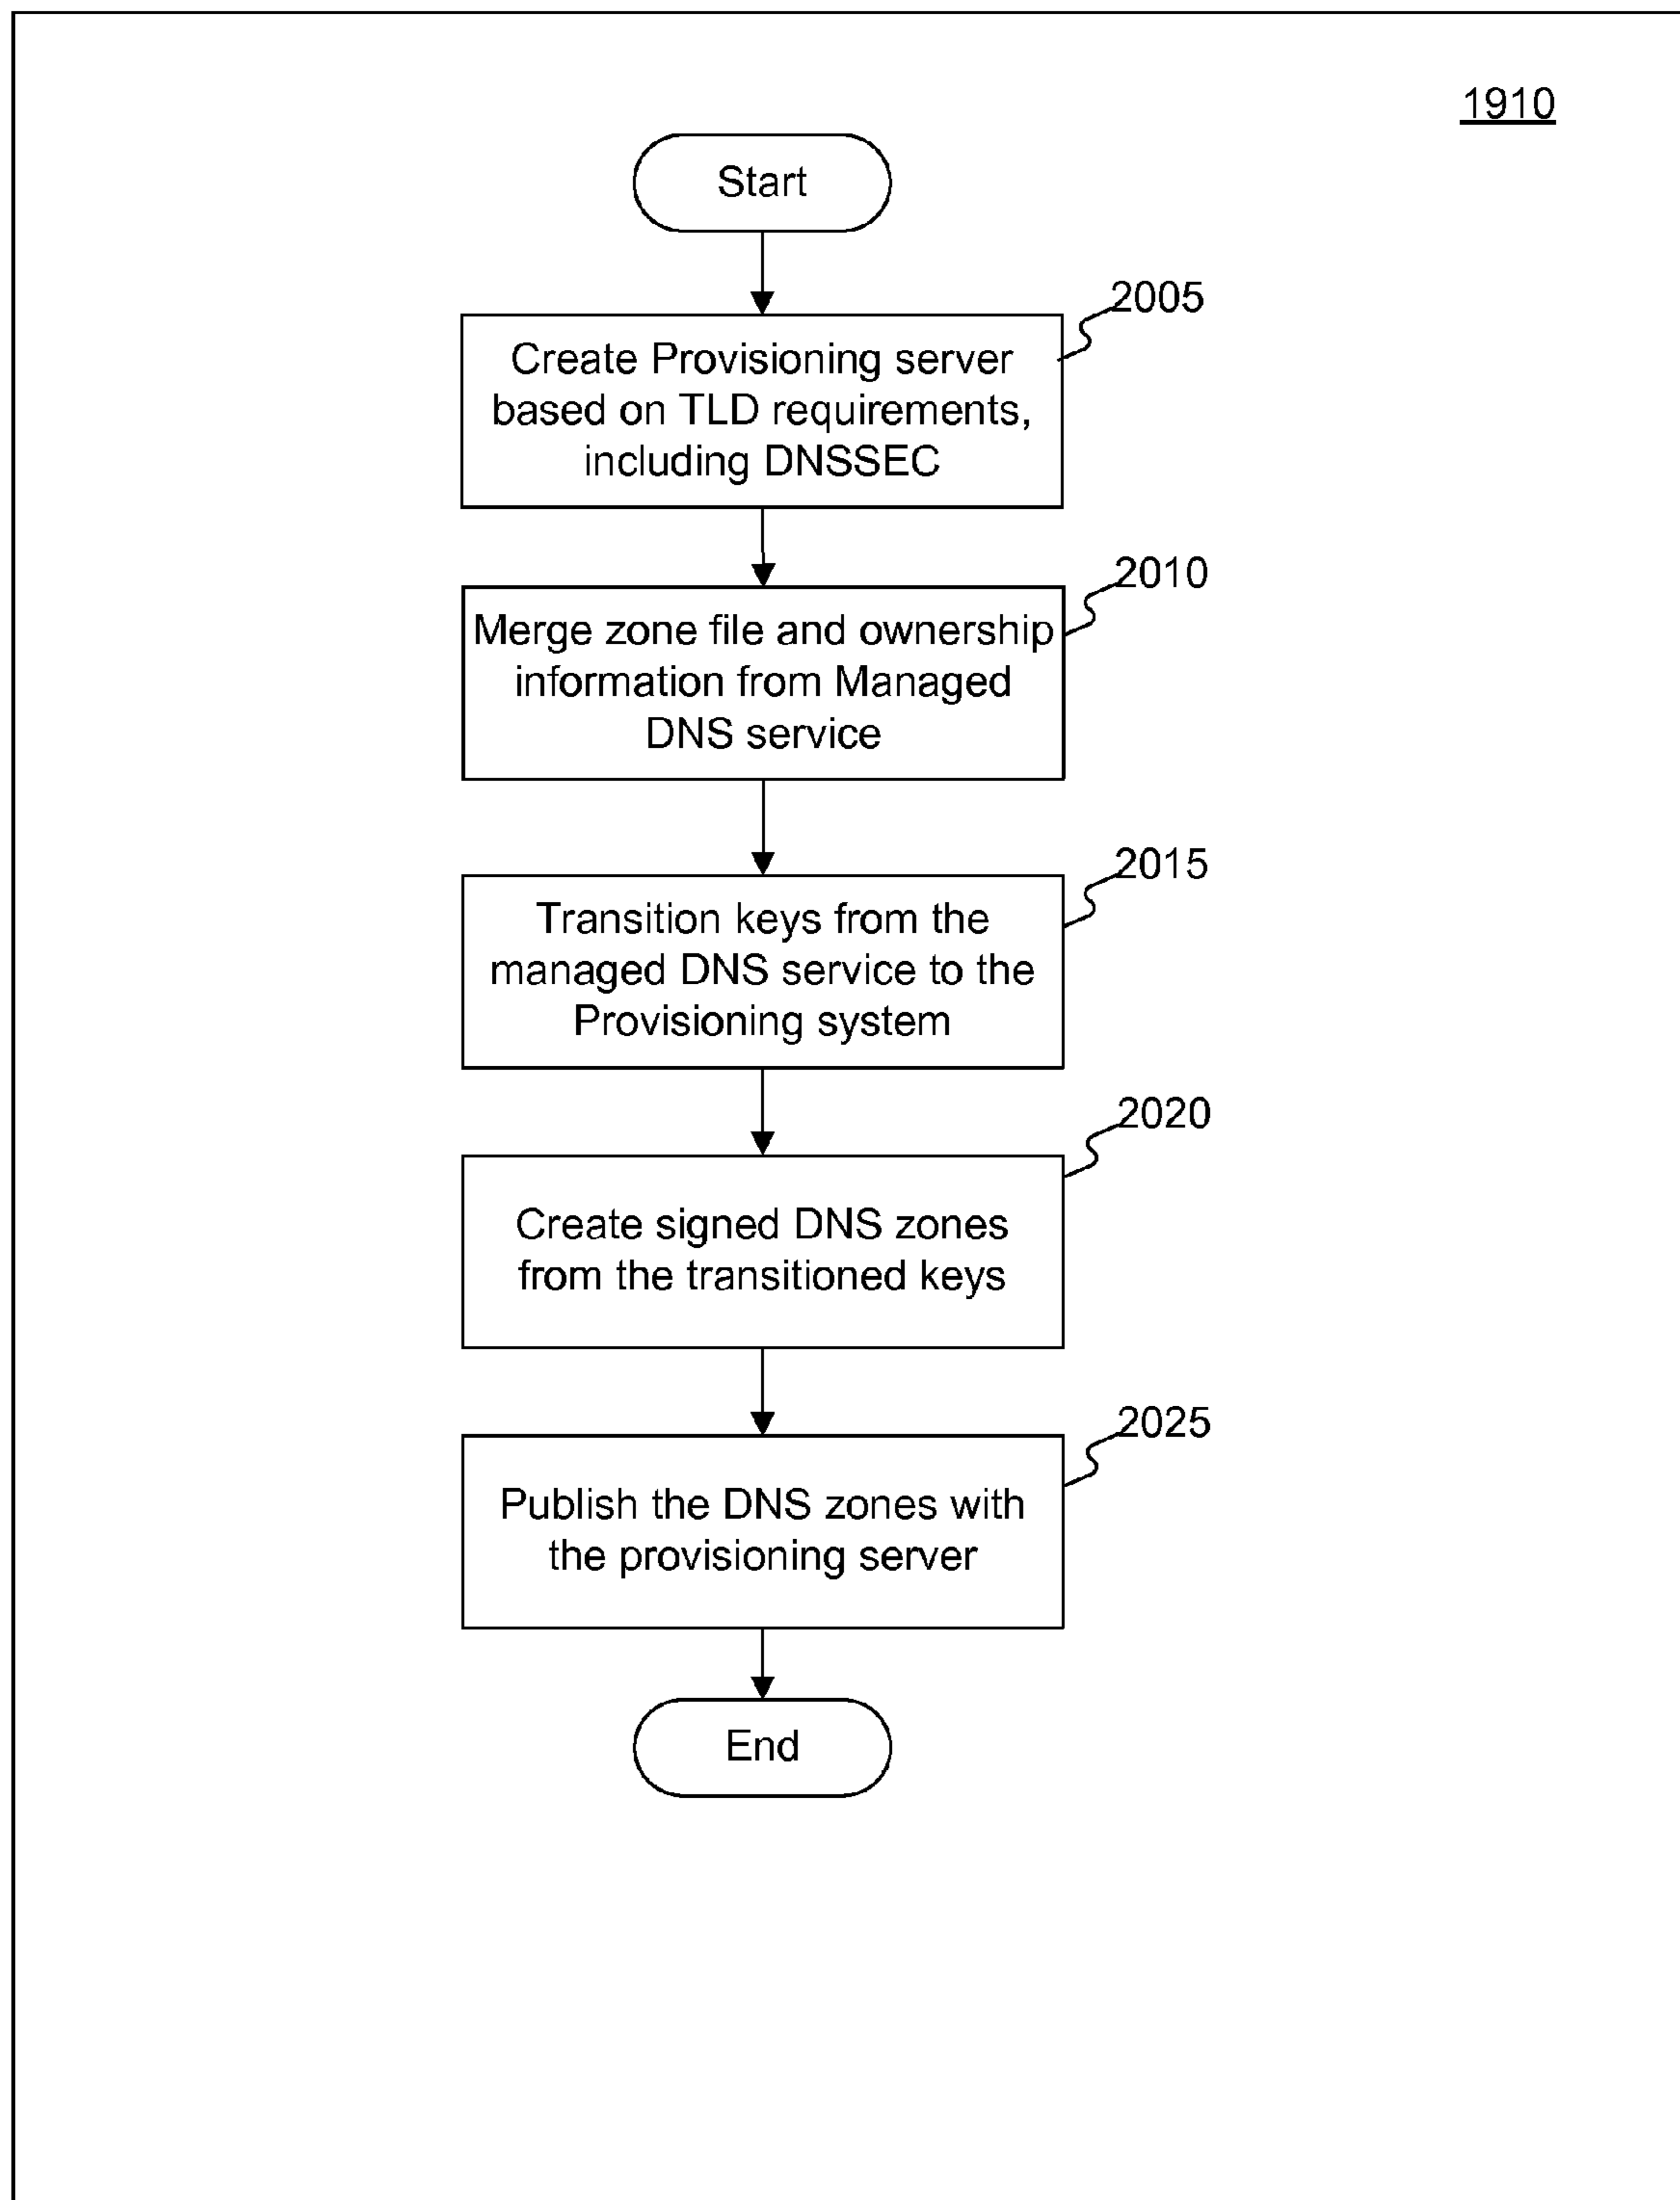 1910
Start
2005
Create Provisioning server
based on TLD requirements,
including DNSSEC
2010
Merge zone file and ownership
information from Managed
DNS service
2015
Transition keys from the
managed DNS service to the
Provisioning system
2020
Create signed DNS zones
from the transitioned keys
2025
Publish the DNS zones with
the provisioning server
End